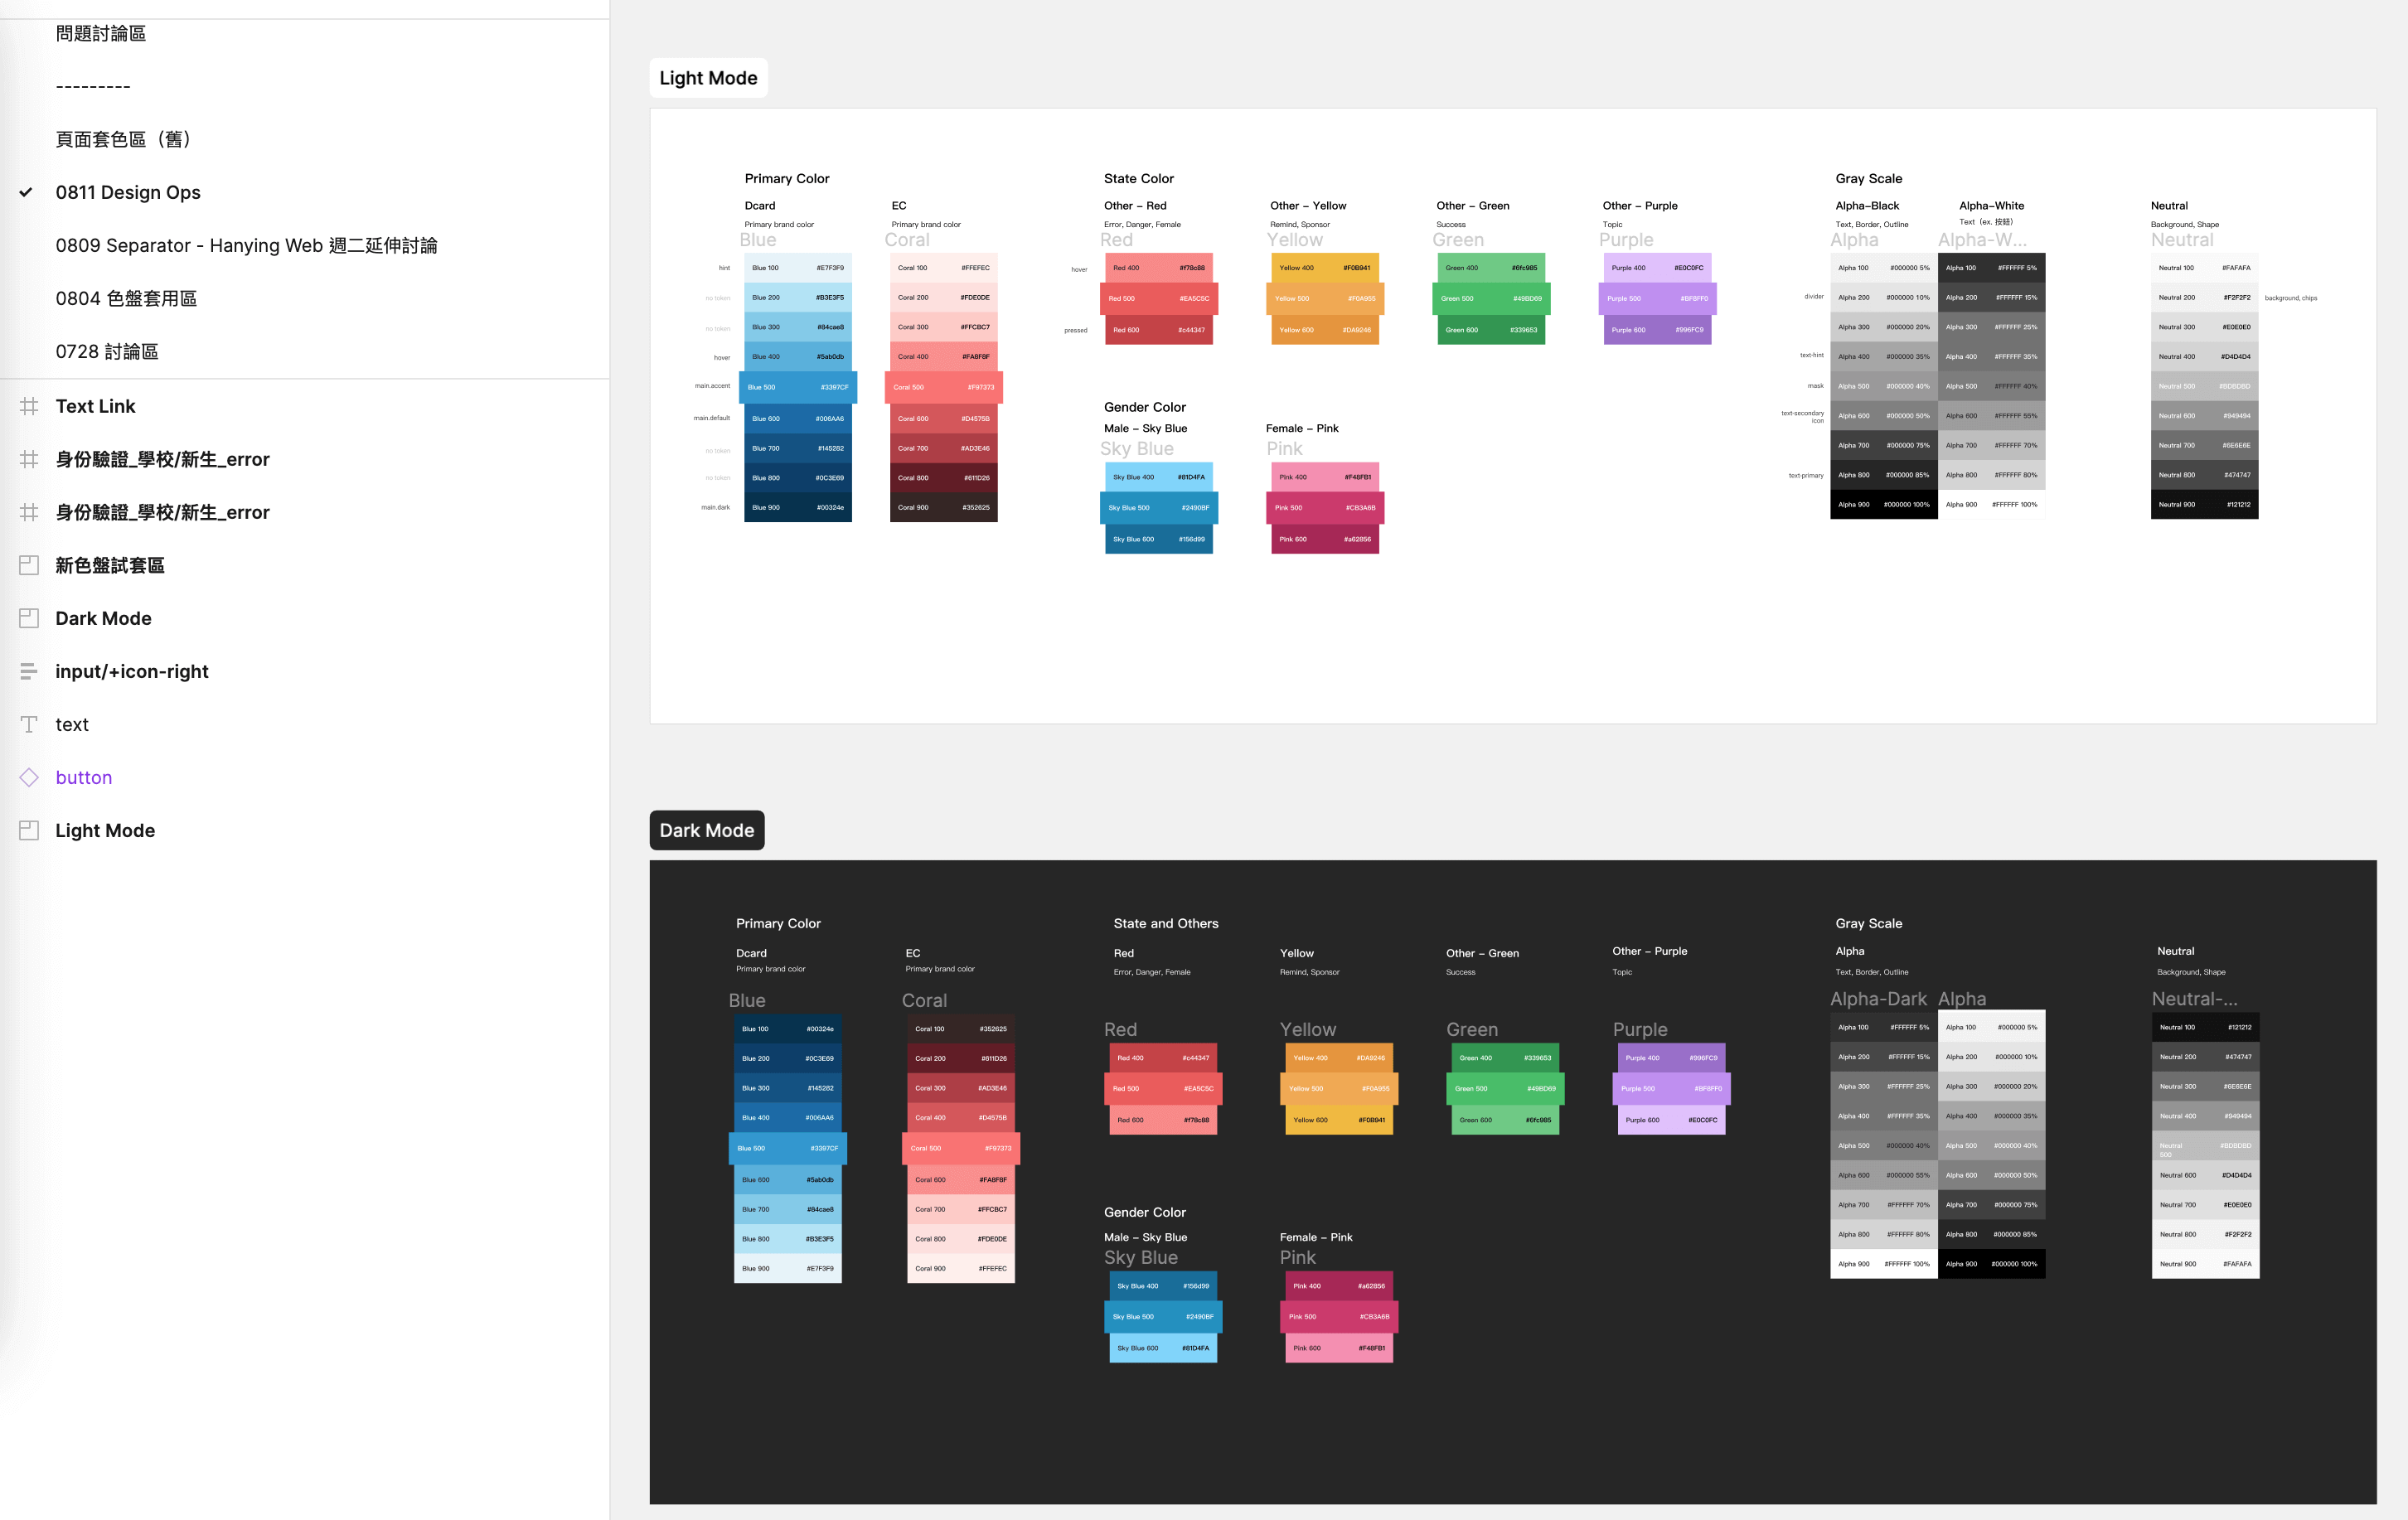 問題討論區
---------
頁面套色區（舊）
0811 Design Ops
0809 Separator - Hanying Web 週二延伸討論
0804 色盤套用區
0728 討論區
Text Link
身份驗證_學校/新生_error
身份驗證_學校/新生_error
新色盤試套區
Dark Mode
input/+icon-right
text
button
Light Mode
Light Mode
Primary Color
Dcard
Primary brand color
Blue
hint
Blue 100 #E7F3F9
no token
Blue 200 #B3E3F5
no token
Blue 300 #84cae8
hover
Blue 400 #5ab0db
main.accent
Blue 500 #3397CF
main.default
Blue 600 #006AA6
no token
Blue 700 #145282
no token
Blue 800 #0C3E69
main.dark
Blue 900 #00324e
EC
Primary brand color
Coral
Coral 100 #FFEFEC
Coral 200 #FDE0DE
Coral 300 #FFCBC7
Coral 400 #FA8F8F
Coral 500 #F97373
Coral 600 #D4575B
Coral 700 #AD3E46
Coral 800 #611D26
Coral 900 #352625
State Color
Other – Red
Error, Danger, Female
Red
hover
Red 400 #f78c88
Red 500 #EA5C5C
pressed
Red 600 #c44347
Other – Yellow
Remind, Sponsor
Yellow
Yellow 400 #F0B941
Yellow 500 #F0A955
Yellow 600 #DA9246
Other – Green
Success
Green
Green 400 #6fc985
Green 500 #49BD69
Green 600 #339653
Other – Purple
Topic
Purple
Purple 400 #E0C0FC
Purple 500 #BF8FF0
Purple 600 #996FC9
Gender Color
Male – Sky Blue
Sky Blue
Sky Blue 400 #81D4FA
Sky Blue 500 #2490BF
Sky Blue 600 #156d99
Female – Pink
Pink
Pink 400 #F48FB1
Pink 500 #CB3A6B
Pink 600 #a62856
Gray Scale
Alpha–Black
Text, Border, Outline
Alpha
Alpha 100 #000000 5%
divider
Alpha 200 #000000 10%
Alpha 300 #000000 20%
text-hint
Alpha 400 #000000 35%
mask
Alpha 500 #000000 40%
text-secondary
icon
Alpha 600 #000000 50%
Alpha 700 #000000 75%
text-primary
Alpha 800 #000000 85%
Alpha 900 #000000 100%
Alpha–White
Text（ex. 按鈕）
Alpha-W...
Alpha 100 #FFFFFF 5%
Alpha 200 #FFFFFF 15%
Alpha 300 #FFFFFF 25%
Alpha 400 #FFFFFF 35%
Alpha 500 #FFFFFF 40%
Alpha 600 #FFFFFF 55%
Alpha 700 #FFFFFF 70%
Alpha 800 #FFFFFF 80%
Alpha 900 #FFFFFF 100%
Neutral
Background, Shape
Neutral
Neutral 100 #FAFAFA
Neutral 200 #F2F2F2
background, chips
Neutral 300 #E0E0E0
Neutral 400 #D4D4D4
Neutral 500 #BDBDBD
Neutral 600 #949494
Neutral 700 #6E6E6E
Neutral 800 #474747
Neutral 900 #121212
Dark Mode
Primary Color
Dcard
Primary brand color
Blue
Blue 100 #00324e
Blue 200 #0C3E69
Blue 300 #145282
Blue 400 #006AA6
Blue 500 #3397CF
Blue 600 #5ab0db
Blue 700 #84cae8
Blue 800 #B3E3F5
Blue 900 #E7F3F9
EC
Primary brand color
Coral
Coral 100 #352625
Coral 200 #611D26
Coral 300 #AD3E46
Coral 400 #D4575B
Coral 500 #F97373
Coral 600 #FA8F8F
Coral 700 #FFCBC7
Coral 800 #FDE0DE
Coral 900 #FFEFEC
State and Others
Red
Error, Danger, Female
Red
Red 400 #c44347
Red 500 #EA5C5C
Red 600 #f78c88
Yellow
Remind, Sponsor
Yellow
Yellow 400 #DA9246
Yellow 500 #F0A955
Yellow 600 #F0B941
Other – Green
Success
Green
Green 400 #339653
Green 500 #49BD69
Green 600 #6fc985
Other – Purple
Topic
Purple
Purple 400 #996FC9
Purple 500 #BF8FF0
Purple 600 #E0C0FC
Gender Color
Male – Sky Blue
Sky Blue
Sky Blue 400 #156d99
Sky Blue 500 #2490BF
Sky Blue 600 #81D4FA
Female – Pink
Pink
Pink 400 #a62856
Pink 500 #CB3A6B
Pink 600 #F48FB1
Gray Scale
Alpha
Text, Border, Outline
Alpha-Dark
Alpha 100 #FFFFFF 5%
Alpha 200 #FFFFFF 15%
Alpha 300 #FFFFFF 25%
Alpha 400 #FFFFFF 35%
Alpha 500 #000000 40%
Alpha 600 #000000 55%
Alpha 700 #FFFFFF 70%
Alpha 800 #FFFFFF 80%
Alpha 900 #FFFFFF 100%
Alpha
Alpha 100 #000000 5%
Alpha 200 #000000 10%
Alpha 300 #000000 20%
Alpha 400 #000000 35%
Alpha 500 #000000 40%
Alpha 600 #000000 50%
Alpha 700 #000000 75%
Alpha 800 #000000 85%
Alpha 900 #000000 100%
Neutral
Background, Shape
Neutral-...
Neutral 100 #121212
Neutral 200 #474747
Neutral 300 #6E6E6E
Neutral 400 #949494
Neutral 500 #BDBDBD
Neutral 600 #D4D4D4
Neutral 700 #E0E0E0
Neutral 800 #F2F2F2
Neutral 900 #FAFAFA